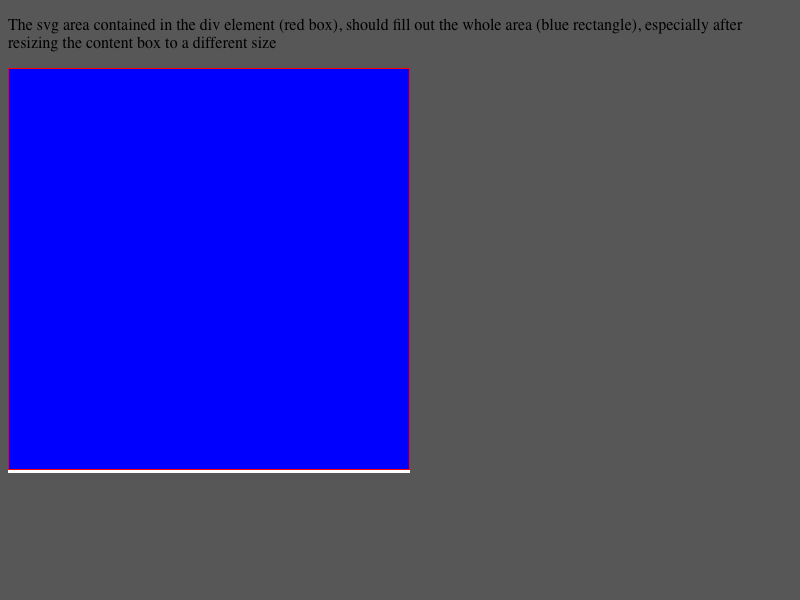 The svg area contained in the div element (red box), should fill out the whole area (blue rectangle), especially after
resizing the content box to a different size